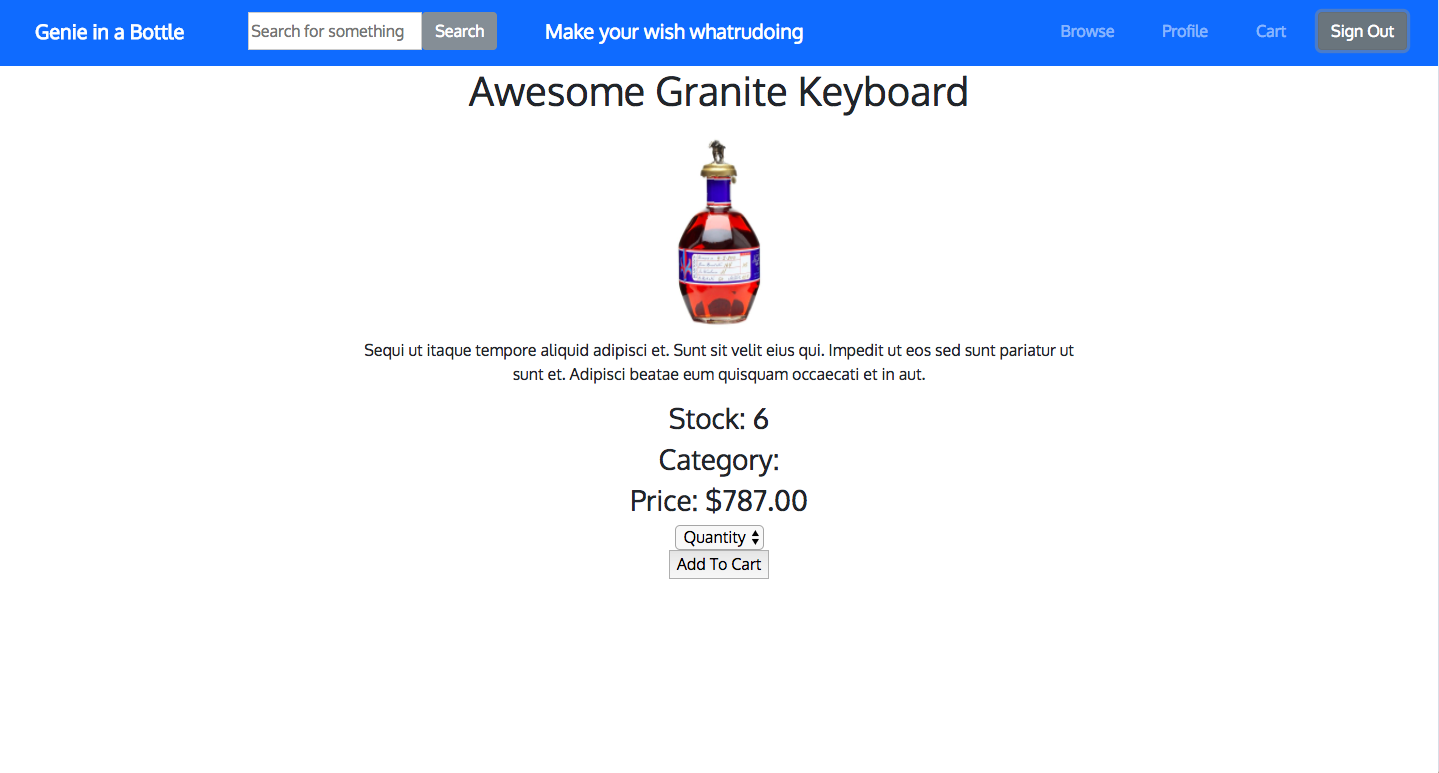 Genie in a Bottle
Search for something
Search
Make your wish whatrudoing
Browse
Profile
Cart
Sign Out
Awesome Granite Keyboard
Sequi ut itaque tempore aliquid adipisci et. Sunt sit velit eius qui. Impedit ut eos sed sunt pariatur ut
sunt et. Adipisci beatae eum quisquam occaecati et in aut.
Stock: 6
Category:
Price: $787.00
Quantity
Add To Cart